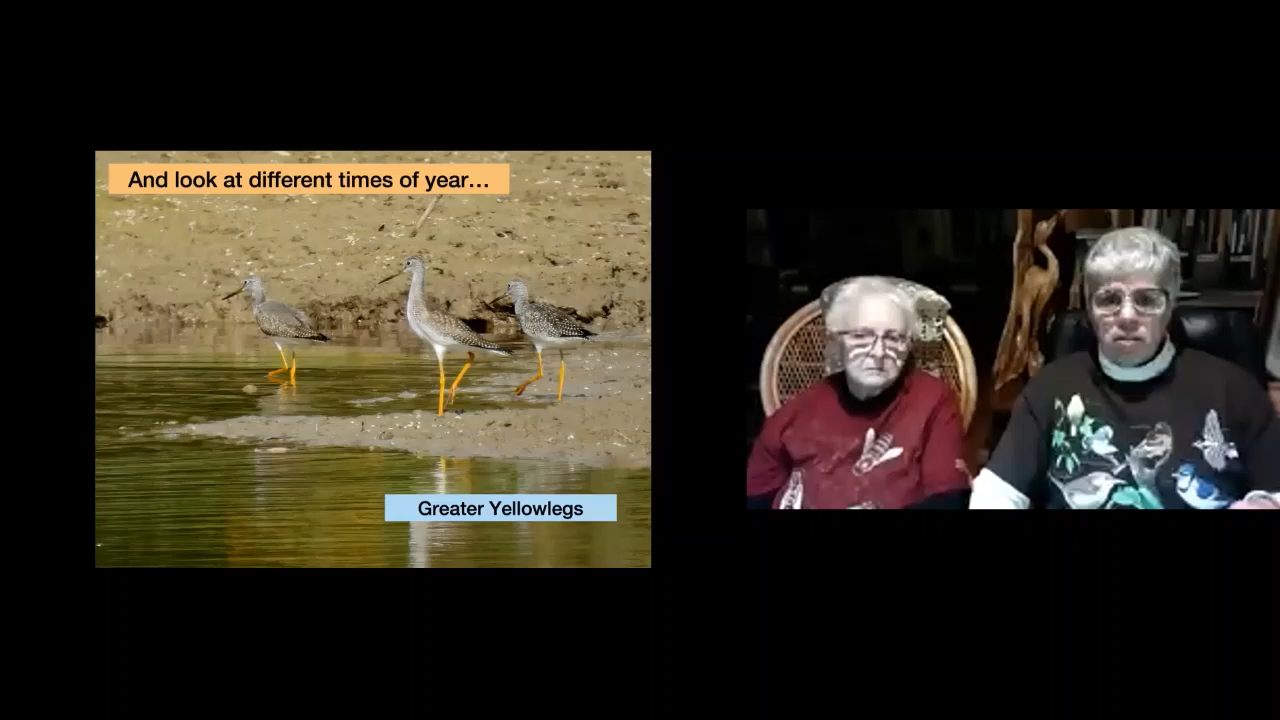 And look at different times of year...
Greater Yellowlegs